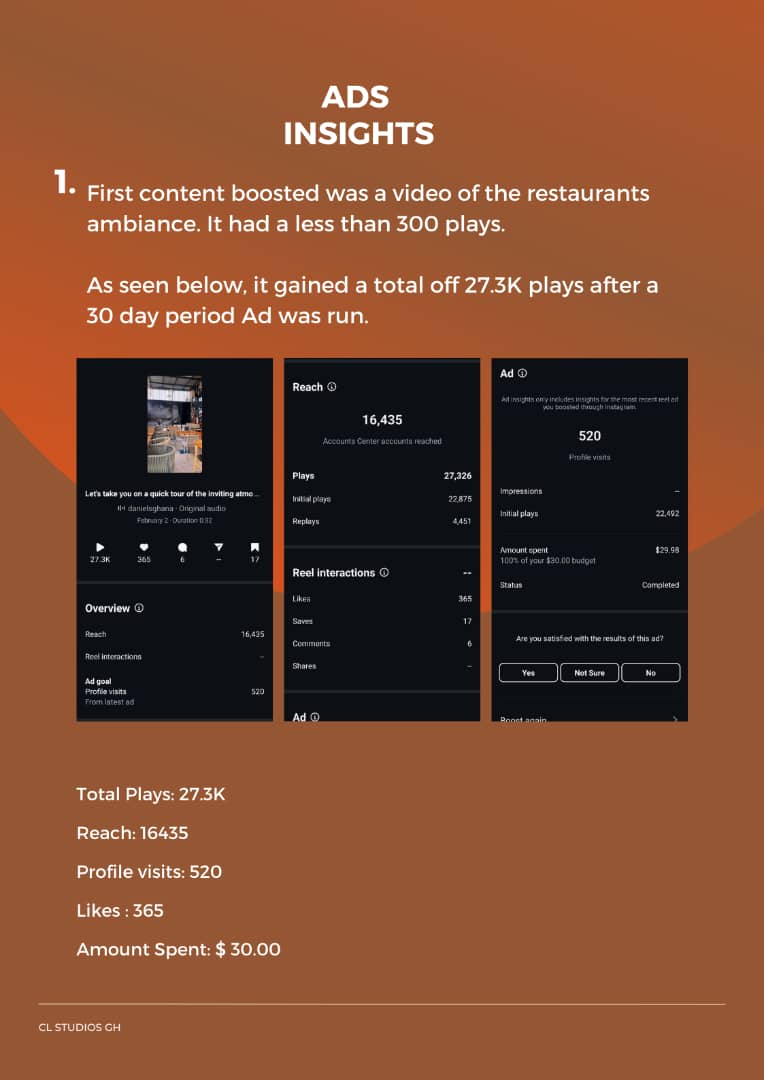 ADS
INSIGHTS
1.
First content boosted was a video of the restaurants
ambiance. It had a less than 300 plays.
As seen below, it gained a total off 27.3K plays after a
30 day period Ad was run.
Let's take you on a quick tour of the inviting atmo...
danielsghana · Original audio
February 2 · Duration 0:32
27.3K 365 6 -- 17
Overview
Reach 16,435
Reel interactions --
Ad goal
Profile visits 520
From latest ad
Reach
16,435
Accounts Center accounts reached
Plays 27,326
Initial plays 22,875
Replays 4,451
Reel interactions --
Likes 365
Saves 17
Comments 6
Shares --
Ad
Ad
Ad insights only includes insights for the most recent reel ad
you boosted through Instagram.
520
Profile visits
Impressions --
Initial plays 22,492
Amount spent $29.98
100% of your $30.00 budget
Status Completed
Are you satisfied with the results of this ad?
Yes Not Sure No
Boost again
Total Plays: 27.3K
Reach: 16435
Profile visits: 520
Likes : 365
Amount Spent: $ 30.00
CL STUDIOS GH